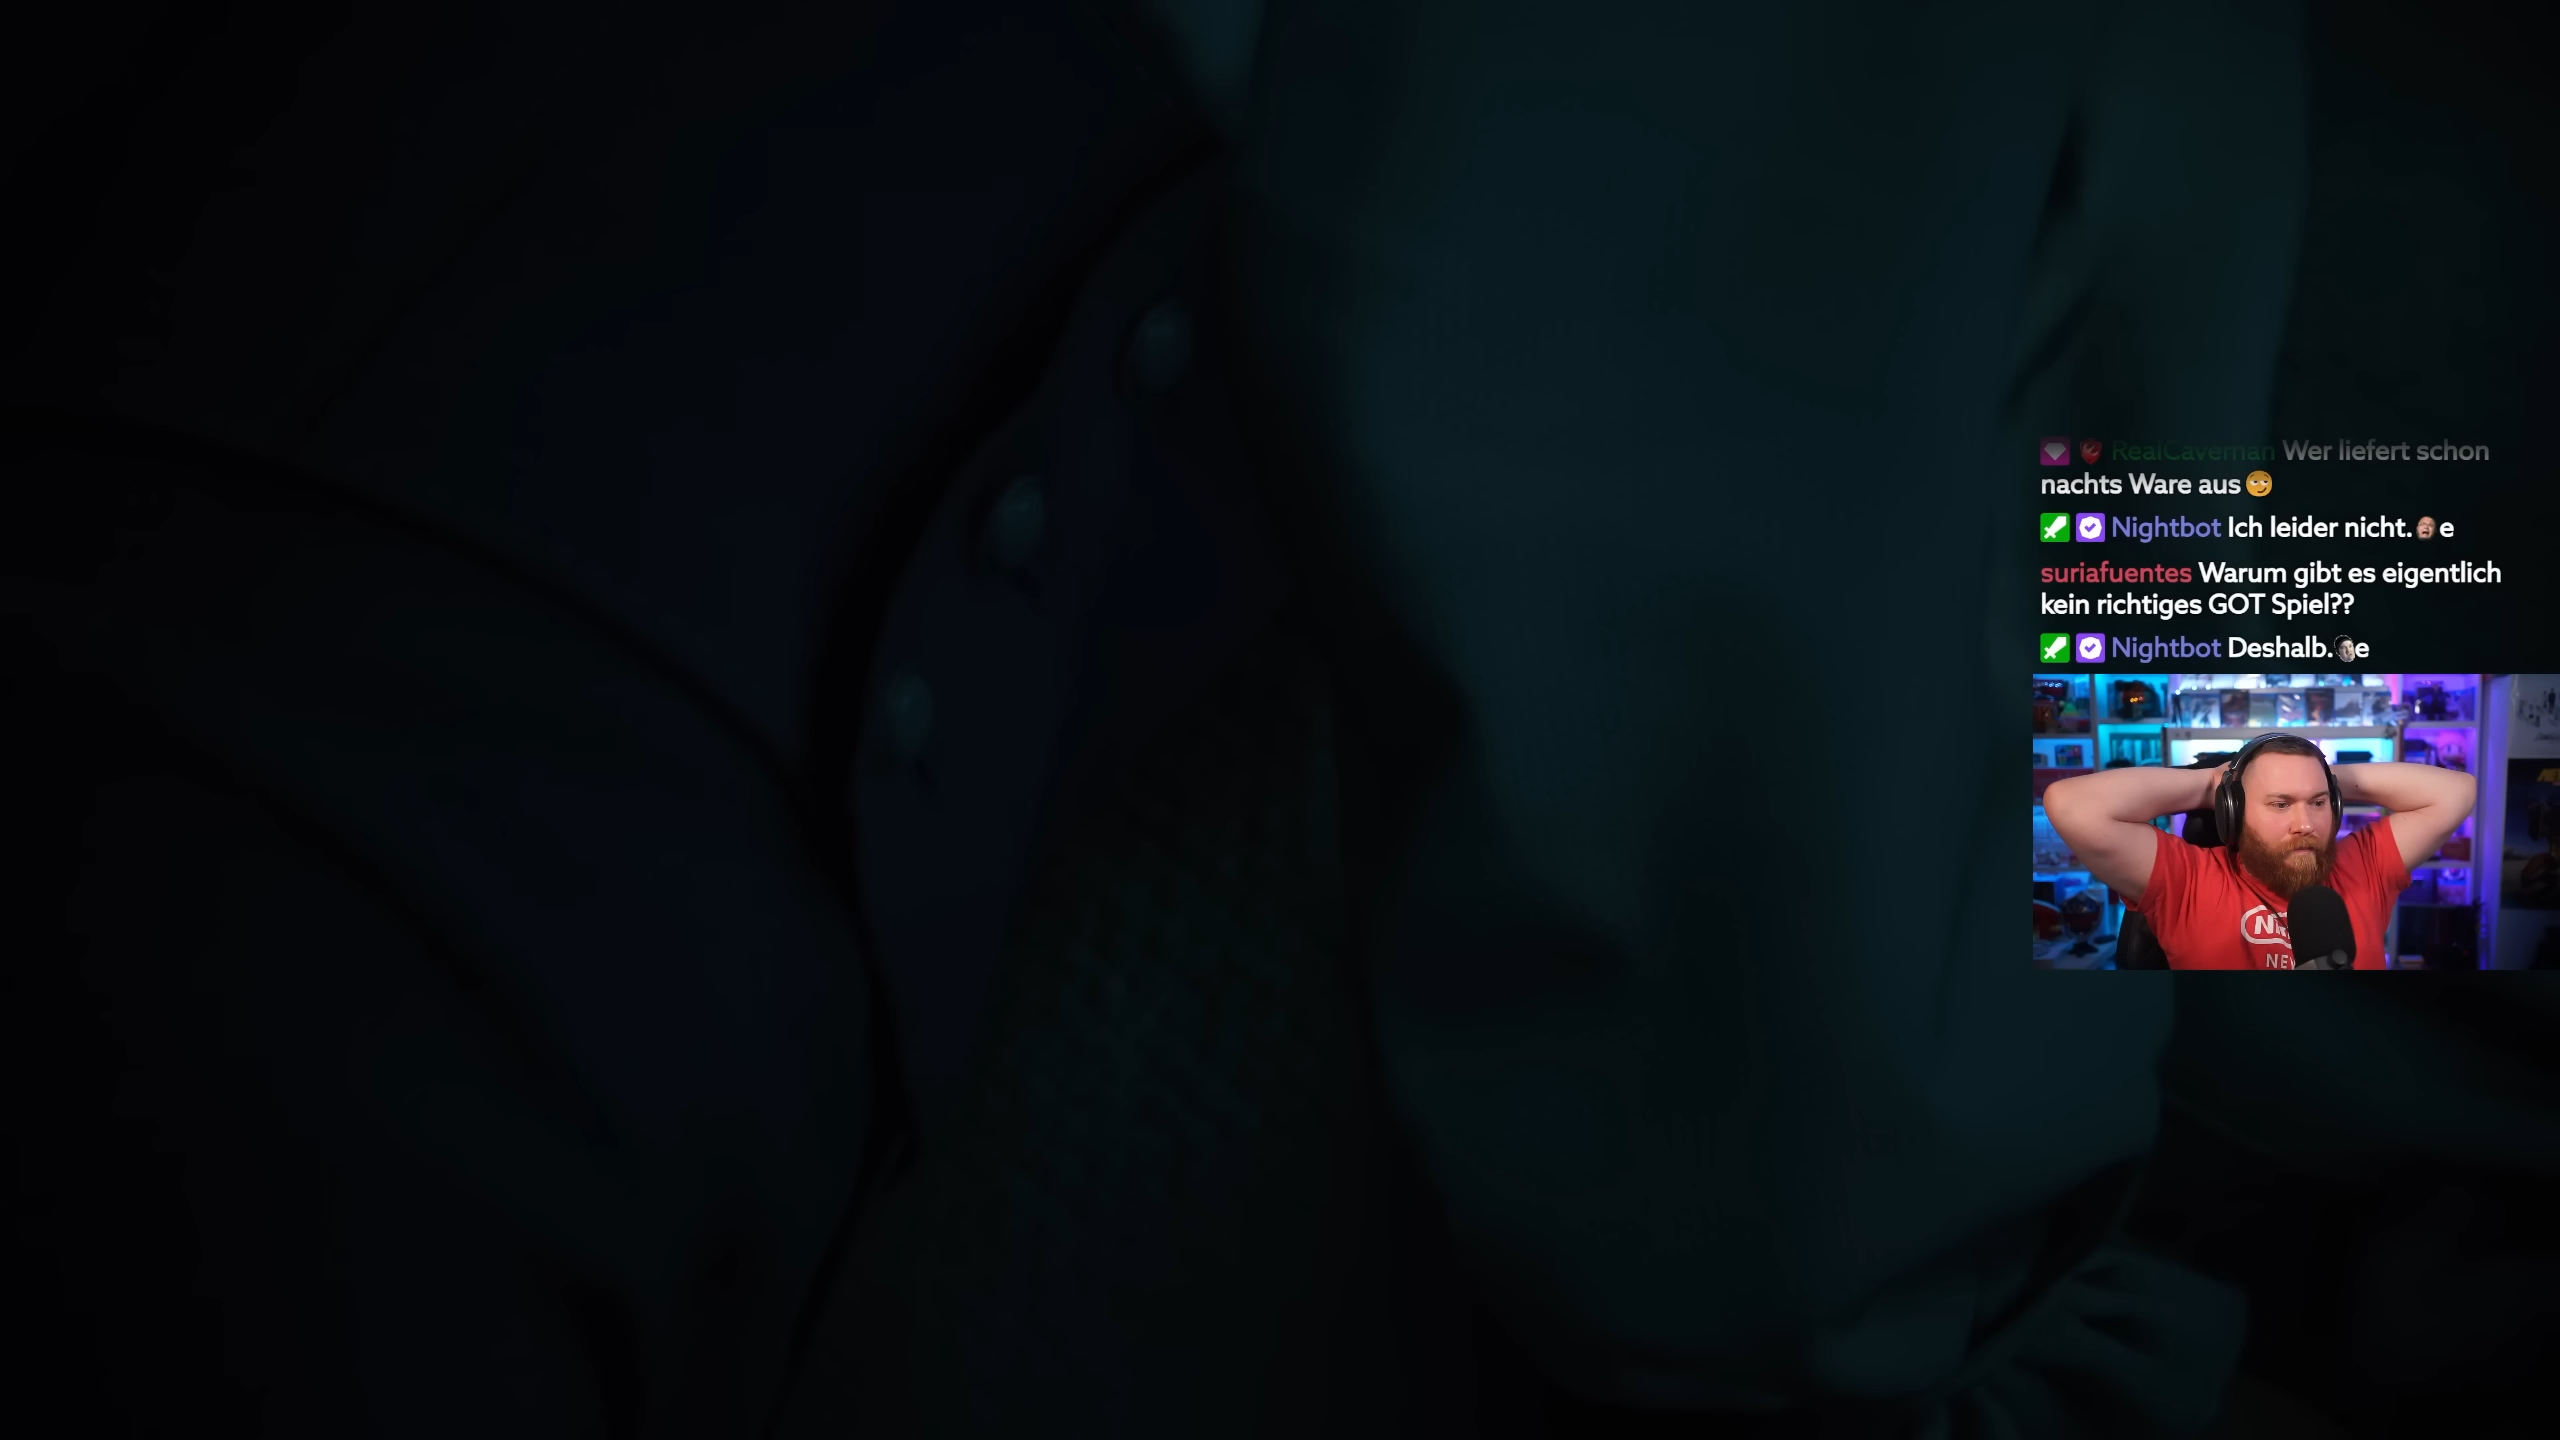 RealCaveman Wer liefert schon
nachts Ware aus
Nightbot Ich leider nicht. e
suriafuentes Warum gibt es eigentlich
kein richtiges GOT Spiel??
Nightbot Deshalb. e